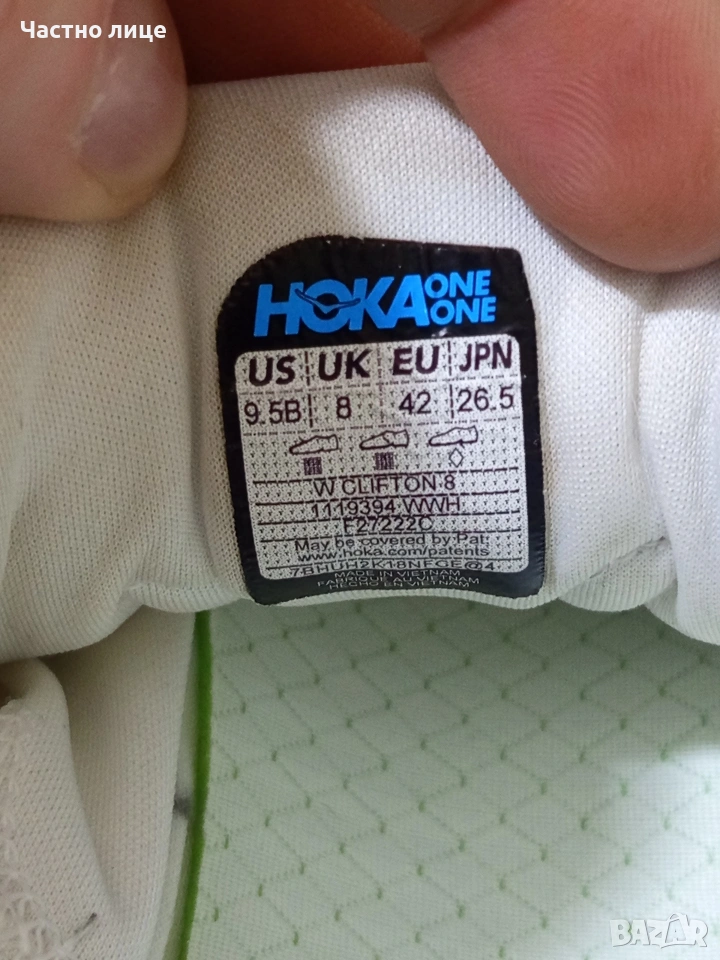 Частно лице
HOKA ONE ONE
US UK EU JPN
9.5B 8 42 26.5
W CLIFTON 8
1119394 WWH
F27222C
May be covered by Pat:
www.hoka.com/patents
7BHUH2K18NFGE@4
MADE IN VIETNAM
FABRIQUE AU VIETNAM
HECHO EN VIETNAM
BAZAR